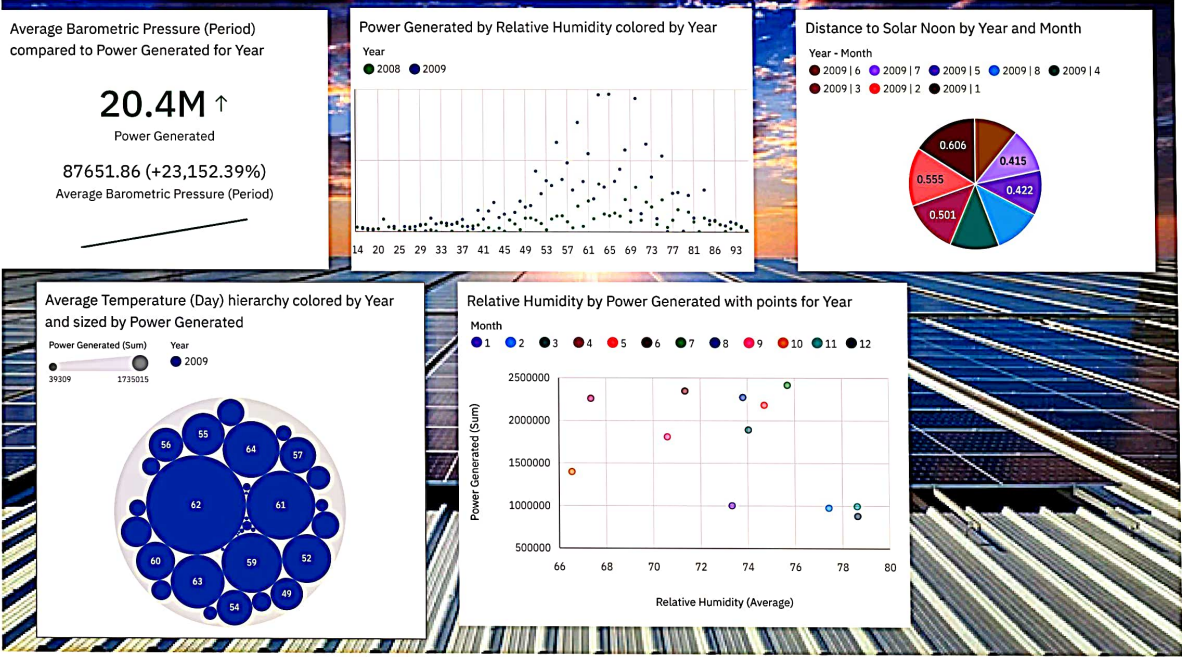 Average Barometric Pressure (Period)
compared to Power Generated for Year
20.4M ↑
Power Generated
87651.86 (+23,152.39%)
Average Barometric Pressure (Period)
Power Generated by Relative Humidity colored by Year
Year
2008 2009
14 20 25 29 33 37 41 45 49 53 57 61 65 69 73 77 81 86 93
Distance to Solar Noon by Year and Month
Year - Month
2009 | 6 2009 | 7 2009 | 5 2009 | 8 2009 | 4
2009 | 3 2009 | 2 2009 | 1
0.606
0.415
0.555
0.422
0.501
Average Temperature (Day) hierarchy colored by Year
and sized by Power Generated
Power Generated (Sum) Year
2009
39309 1735015
55
56
64
57
62
61
60
59
52
63
49
54
Relative Humidity by Power Generated with points for Year
Month
1 2 3 4 5 6 7 8 9 10 11 12
Power Generated (Sum)
2500000
2000000
1500000
1000000
500000
66 68 70 72 74 76 78 80
Relative Humidity (Average)